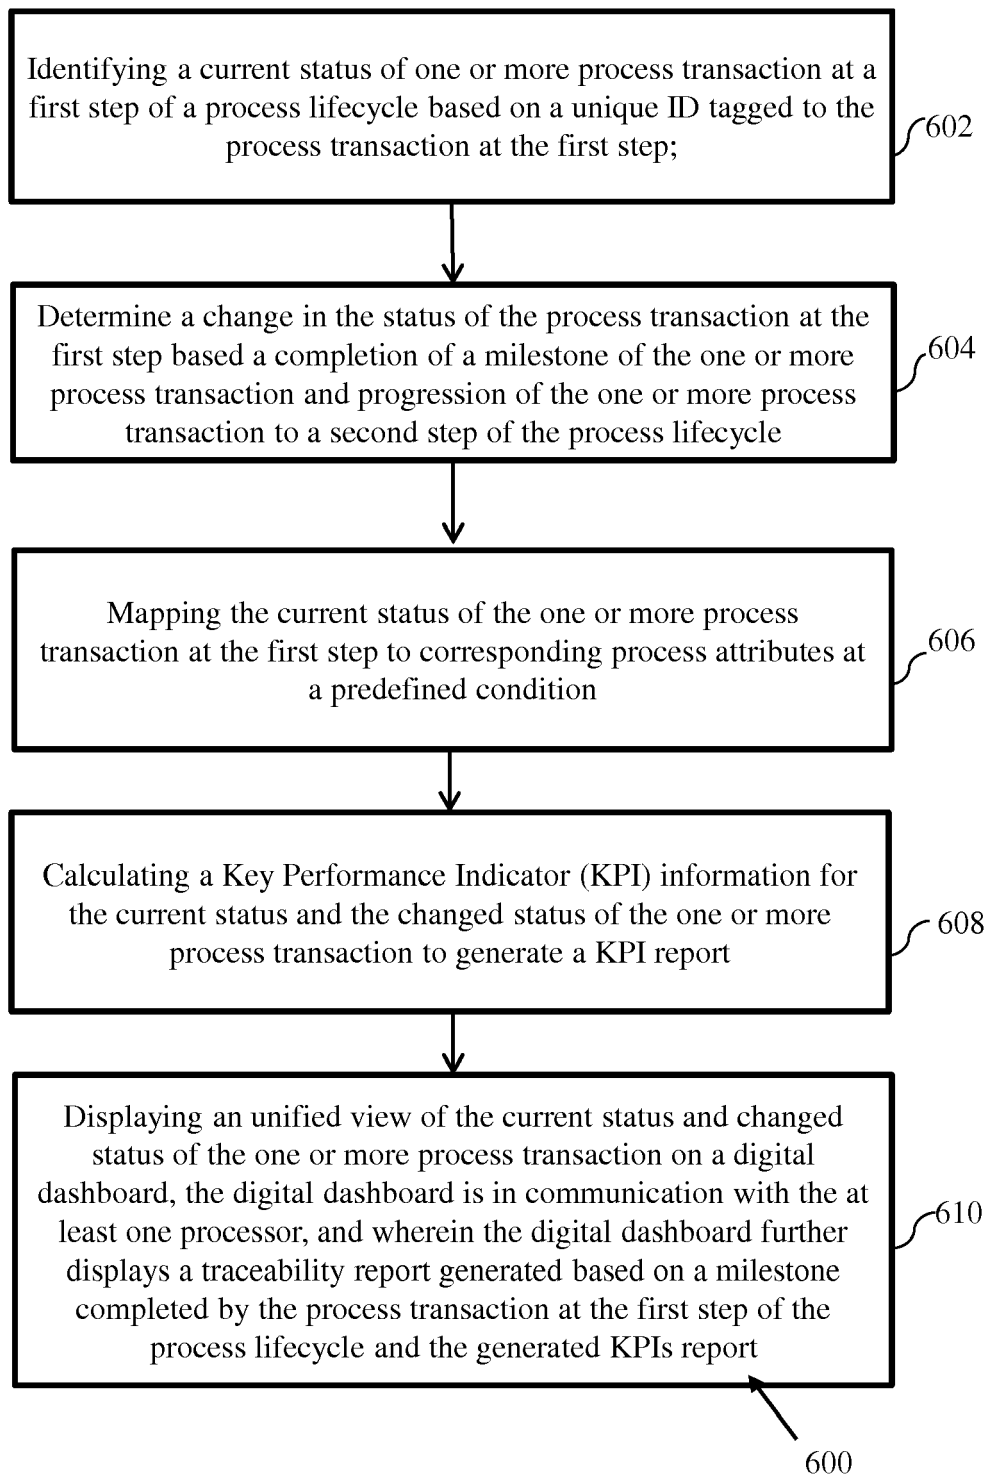 Identifying a current status of one or more process transaction at a
first step of a process lifecycle based on a unique ID tagged to the
process transaction at the first step;
602
Determine a change in the status of the process transaction at the
first step based a completion of a milestone of the one or more
process transaction and progression of the one or more process
transaction to a second step of the process lifecycle
604
Mapping the current status of the one or more process
transaction at the first step to corresponding process attributes at
a predefined condition
606
Calculating a Key Performance Indicator (KPI) information for
the current status and the changed status of the one or more
process transaction to generate a KPI report
608
Displaying an unified view of the current status and changed
status of the one or more process transaction on a digital
dashboard, the digital dashboard is in communication with the at
least one processor, and wherein the digital dashboard further
displays a traceability report generated based on a milestone
completed by the process transaction at the first step of the
process lifecycle and the generated KPIs report
610
600